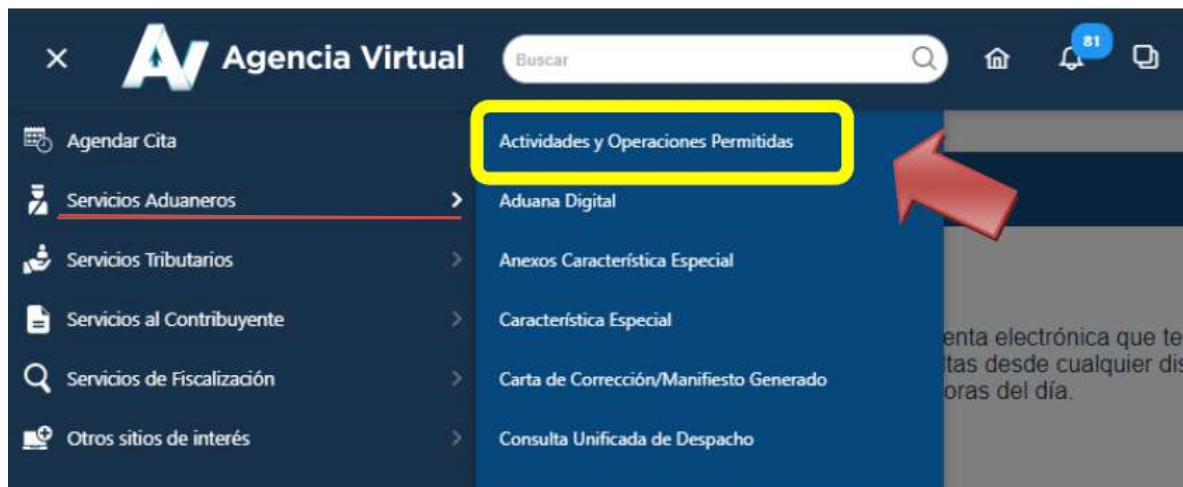 Agencia Virtual
Buscar
81
Agendar Cita
Servicios Aduaneros
Servicios Tributarios
Servicios al Contribuyente
Servicios de Fiscalización
Otros sitios de interés
Actividades y Operaciones Permitidas
Aduana Digital
Anexos Característica Especial
Característica Especial
Carta de Corrección/Manifiesto Generado
Consulta Unificada de Despacho
enta electrónica que te
itas desde cualquier dis
oras del día.